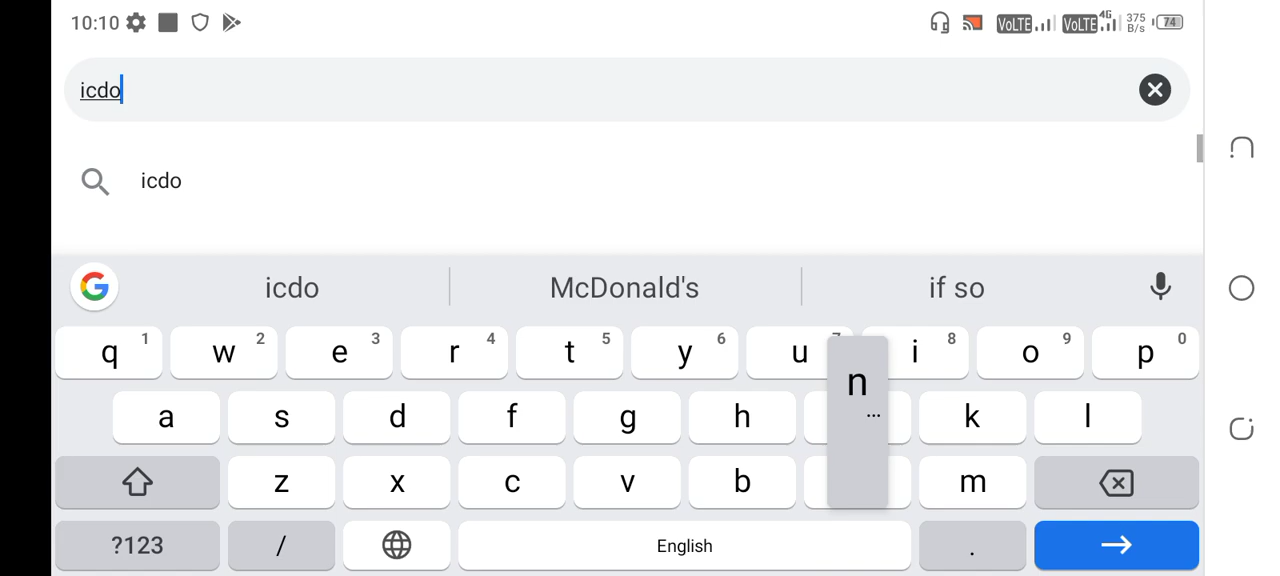 10:10 VoLTE VoLTE 4G 375 B/s 74
icdo
icdo
icdo McDonald's if so
q 1 w 2 e 3 r 4 t 5 y 6 u i 8 o 9 p 0
a s d f g h k l
n ...
z x c v b m
?123 / English .